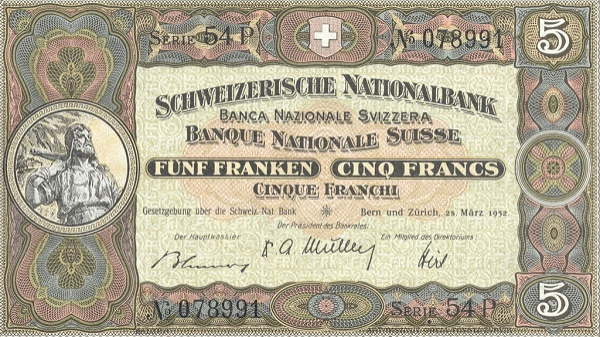 SERIE 54 P № 078991 5
SCHWEIZERISCHE NATIONALBANK
BANCA NAZIONALE SVIZZERA
BANQUE NATIONALE SUISSE
FÜNF FRANKEN CINQ FRANCS
CINQUE FRANCHI
Gesetzgebung über die Schweiz. Nat Bank Bern und Zürich, 28. März 1952
Der Präsident des Bankrates:
Der Hauptkassier Ein Mitglied des Direktoriums
№ 078991 SERIE 54 P 5